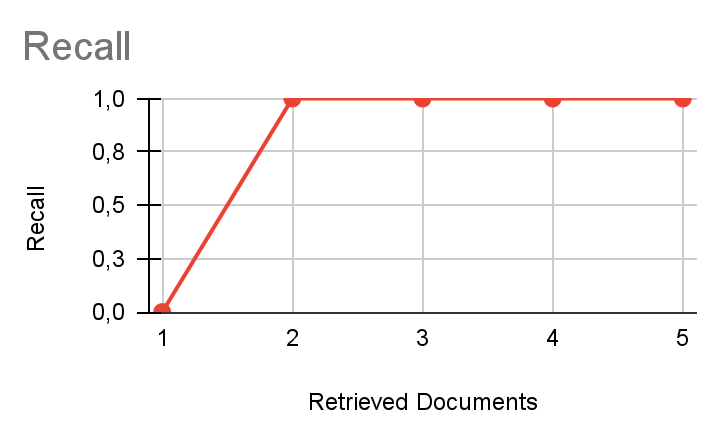 Recall
1,0
0,8
0,5
0,3
0,0
Recall
1 2 3 4 5
Retrieved Documents